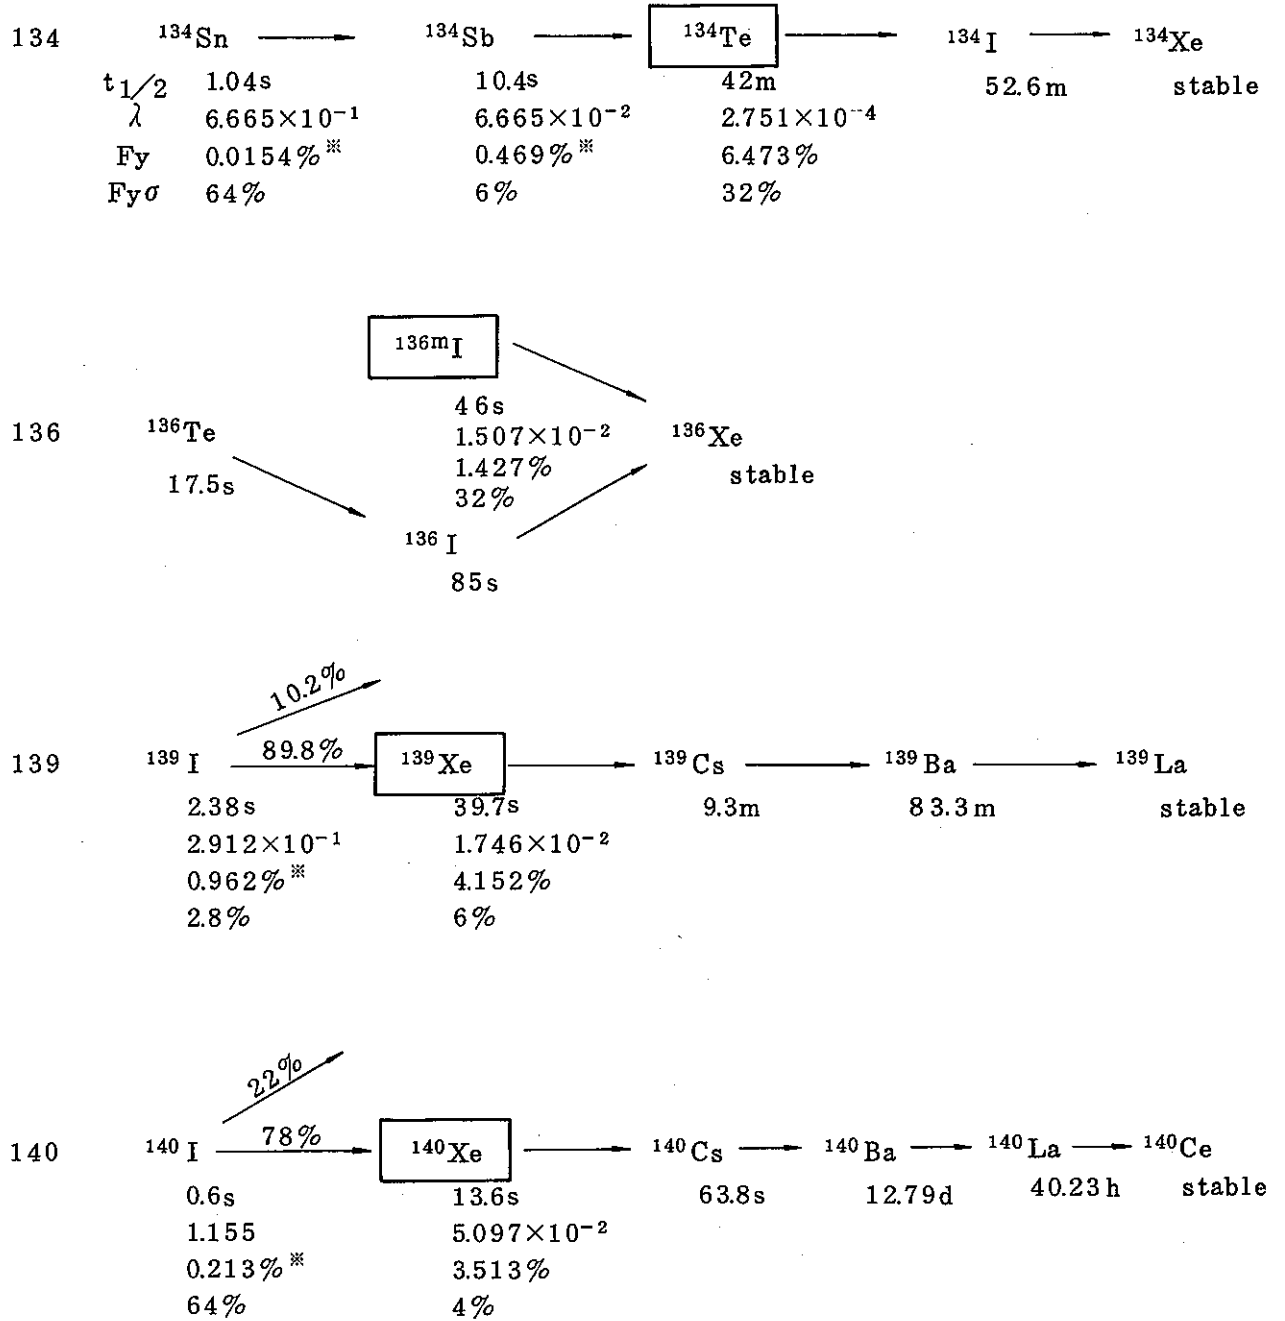 134 ¹³⁴Sn ¹³⁴Sb ¹³⁴Te ¹³⁴I ¹³⁴Xe
t1/2 1.04s 10.4s 42m 52.6m stable
λ 6.665×10⁻¹ 6.665×10⁻² 2.751×10⁻⁴
Fy 0.0154%※ 0.469%※ 6.473%
Fyσ 64% 6% 32%
¹³⁶ᵐI
46s
136 ¹³⁶Te 1.507×10⁻² ¹³⁶Xe
1.427% stable
17.5s 32%
¹³⁶I
85s
10.2%
139 ¹³⁹I 89.8% ¹³⁹Xe ¹³⁹Cs ¹³⁹Ba ¹³⁹La
2.38s 39.7s 9.3m 83.3m stable
2.912×10⁻¹ 1.746×10⁻²
0.962%※ 4.152%
2.8% 6%
22%
140 ¹⁴⁰I 78% ¹⁴⁰Xe ¹⁴⁰Cs ¹⁴⁰Ba ¹⁴⁰La ¹⁴⁰Ce
0.6s 13.6s 63.8s 12.79d 40.23h stable
1.155 5.097×10⁻²
0.213%※ 3.513%
64% 4%